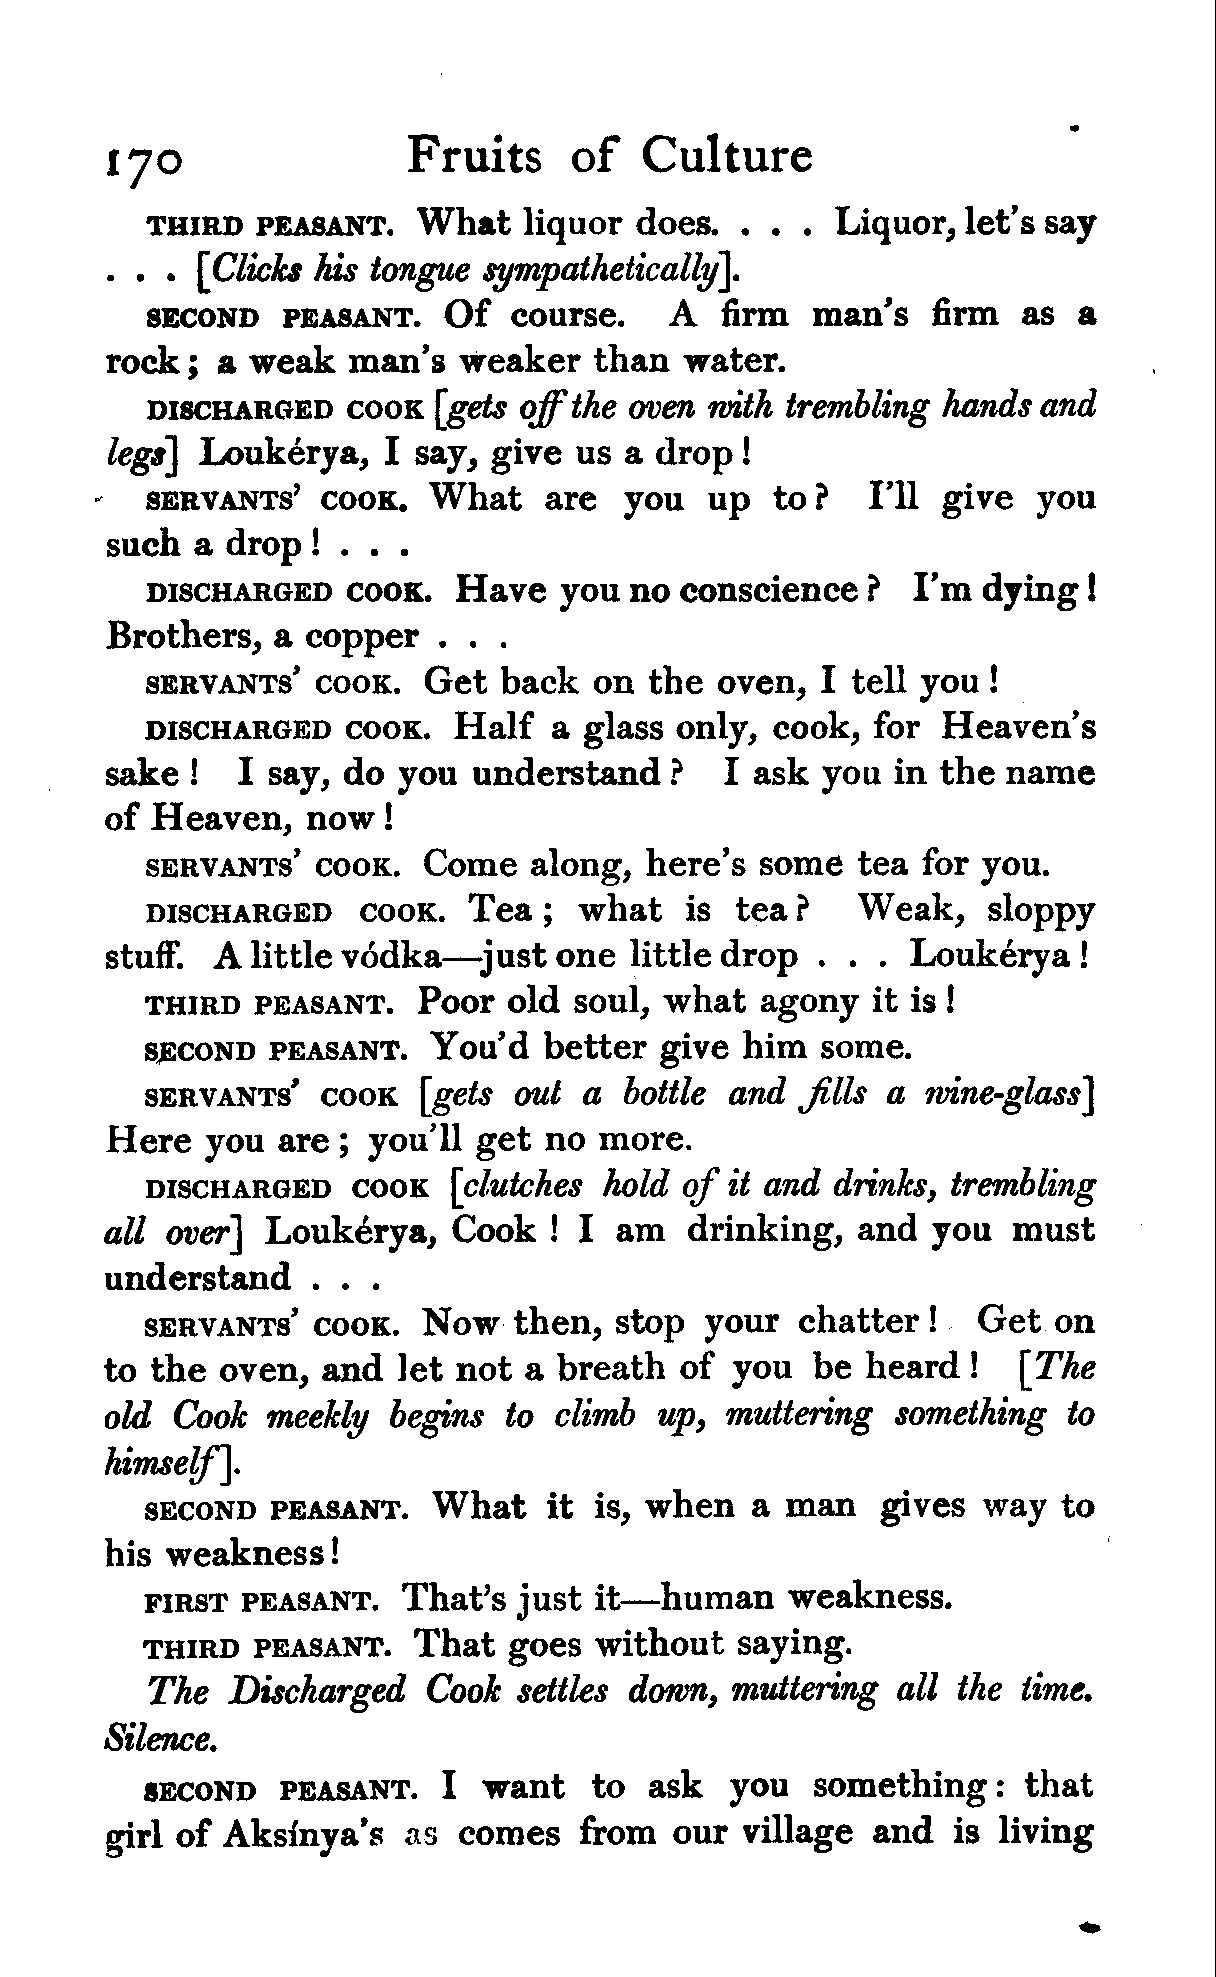 170 Fruits of Culture
THIRD PEASANT. What liquor does. . . . Liquor, let's say
. . . [Clicks his tongue sympathetically].
SECOND PEASANT. Of course. A firm man's firm as a
rock; a weak man's weaker than water.
DISCHARGED COOK [gets off the oven with trembling hands and
legs] Loukérya, I say, give us a drop!
SERVANTS' COOK. What are you up to? I'll give you
such a drop! . . .
DISCHARGED COOK. Have you no conscience? I'm dying!
Brothers, a copper . . .
SERVANTS' COOK. Get back on the oven, I tell you!
DISCHARGED COOK. Half a glass only, cook, for Heaven's
sake! I say, do you understand? I ask you in the name
of Heaven, now!
SERVANTS' COOK. Come along, here's some tea for you.
DISCHARGED COOK. Tea; what is tea? Weak, sloppy
stuff. A little vódka—just one little drop . . . Loukérya!
THIRD PEASANT. Poor old soul, what agony it is!
SECOND PEASANT. You'd better give him some.
SERVANTS' COOK [gets out a bottle and fills a wine-glass]
Here you are; you'll get no more.
DISCHARGED COOK [clutches hold of it and drinks, trembling
all over] Loukérya, Cook! I am drinking, and you must
understand . . .
SERVANTS' COOK. Now then, stop your chatter! Get on
to the oven, and let not a breath of you be heard! [The
old Cook meekly begins to climb up, muttering something to
himself].
SECOND PEASANT. What it is, when a man gives way to
his weakness!
FIRST PEASANT. That's just it—human weakness.
THIRD PEASANT. That goes without saying.
The Discharged Cook settles down, muttering all the time.
Silence.
SECOND PEASANT. I want to ask you something: that
girl of Aksínya's as comes from our village and is living